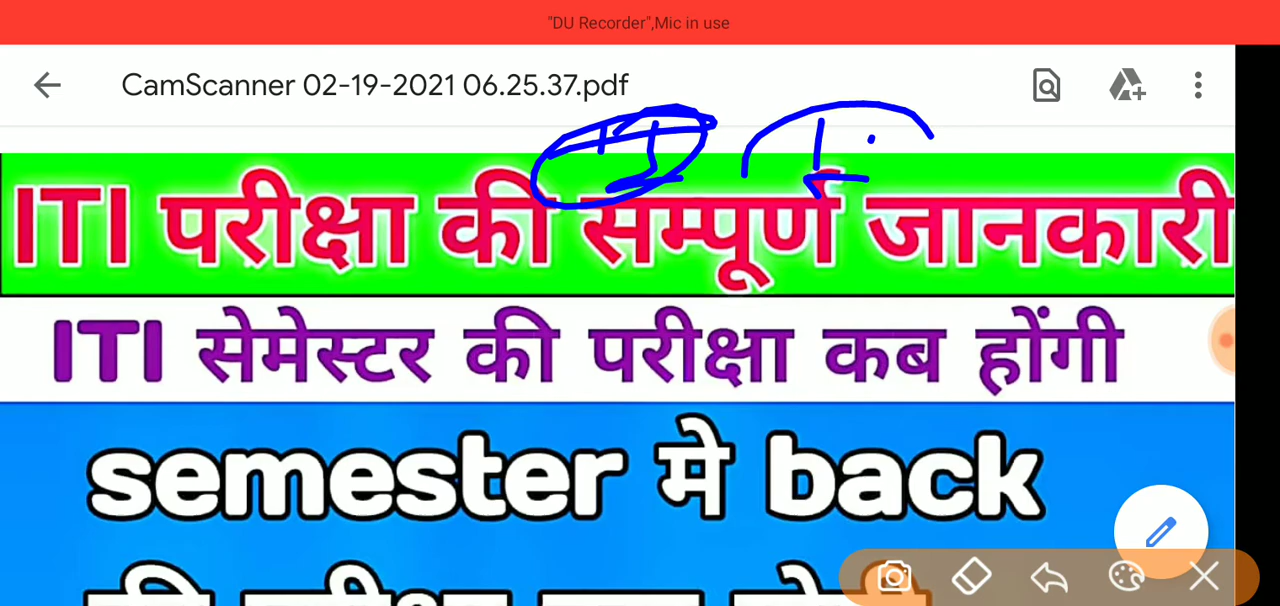 "DU Recorder",Mic in use
CamScanner 02-19-2021 06.25.37.pdf
ITI परीक्षा की सम्पूर्ण जानकारी
ITI सेमेस्टर की परीक्षा कब होंगी
semester मे back